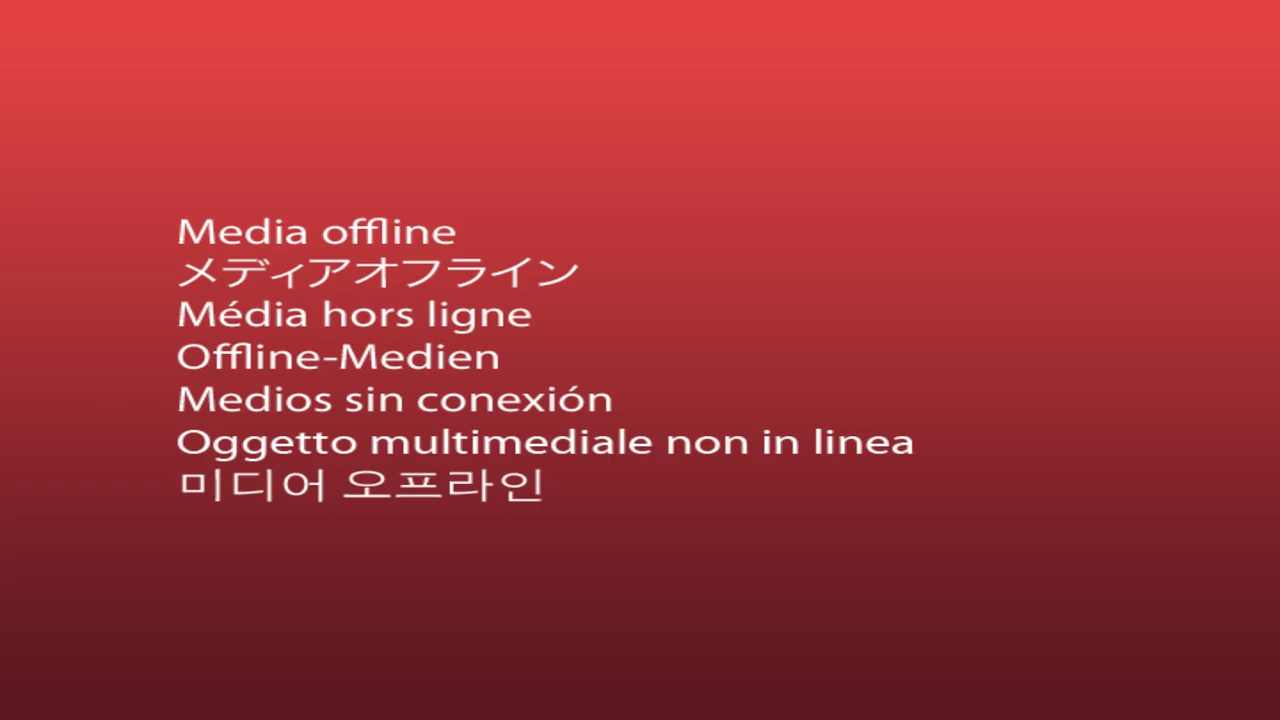 Media offline
メディアオフライン
Média hors ligne
Offline-Medien
Medios sin conexión
Oggetto multimediale non in linea
미디어 오프라인